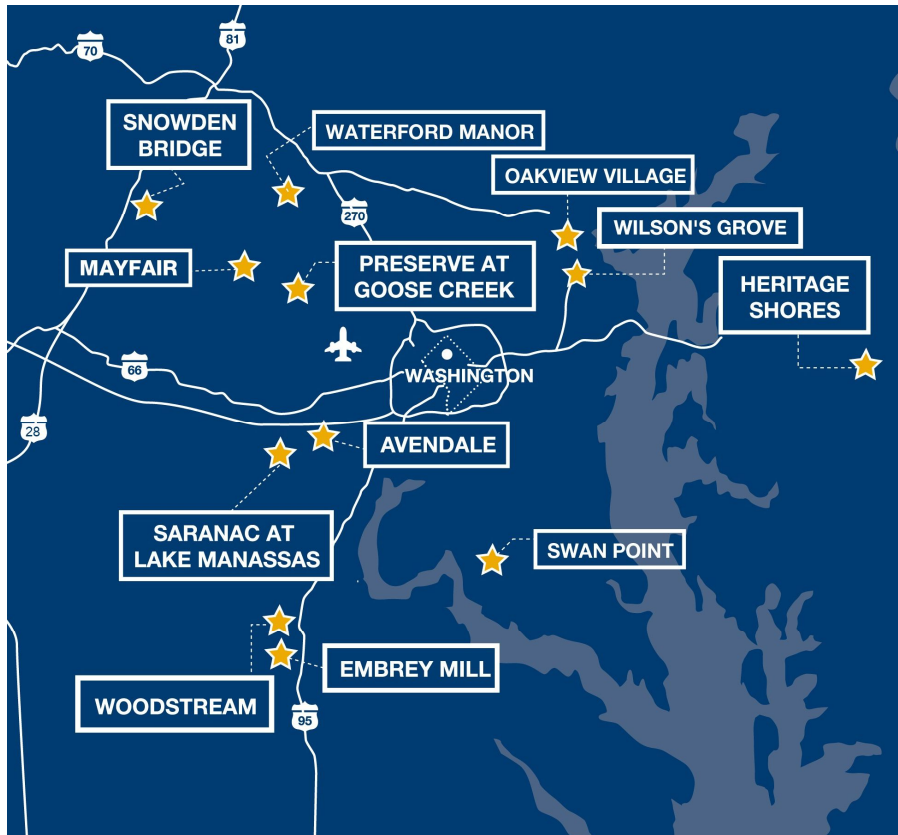 81
70
SNOWDEN
BRIDGE
WATERFORD MANOR
OAKVIEW VILLAGE
270
WILSON'S GROVE
MAYFAIR
PRESERVE AT
GOOSE CREEK
HERITAGE
SHORES
66
WASHINGTON
28
AVENDALE
SARANAC AT
LAKE MANASSAS
SWAN POINT
EMBREY MILL
WOODSTREAM
95